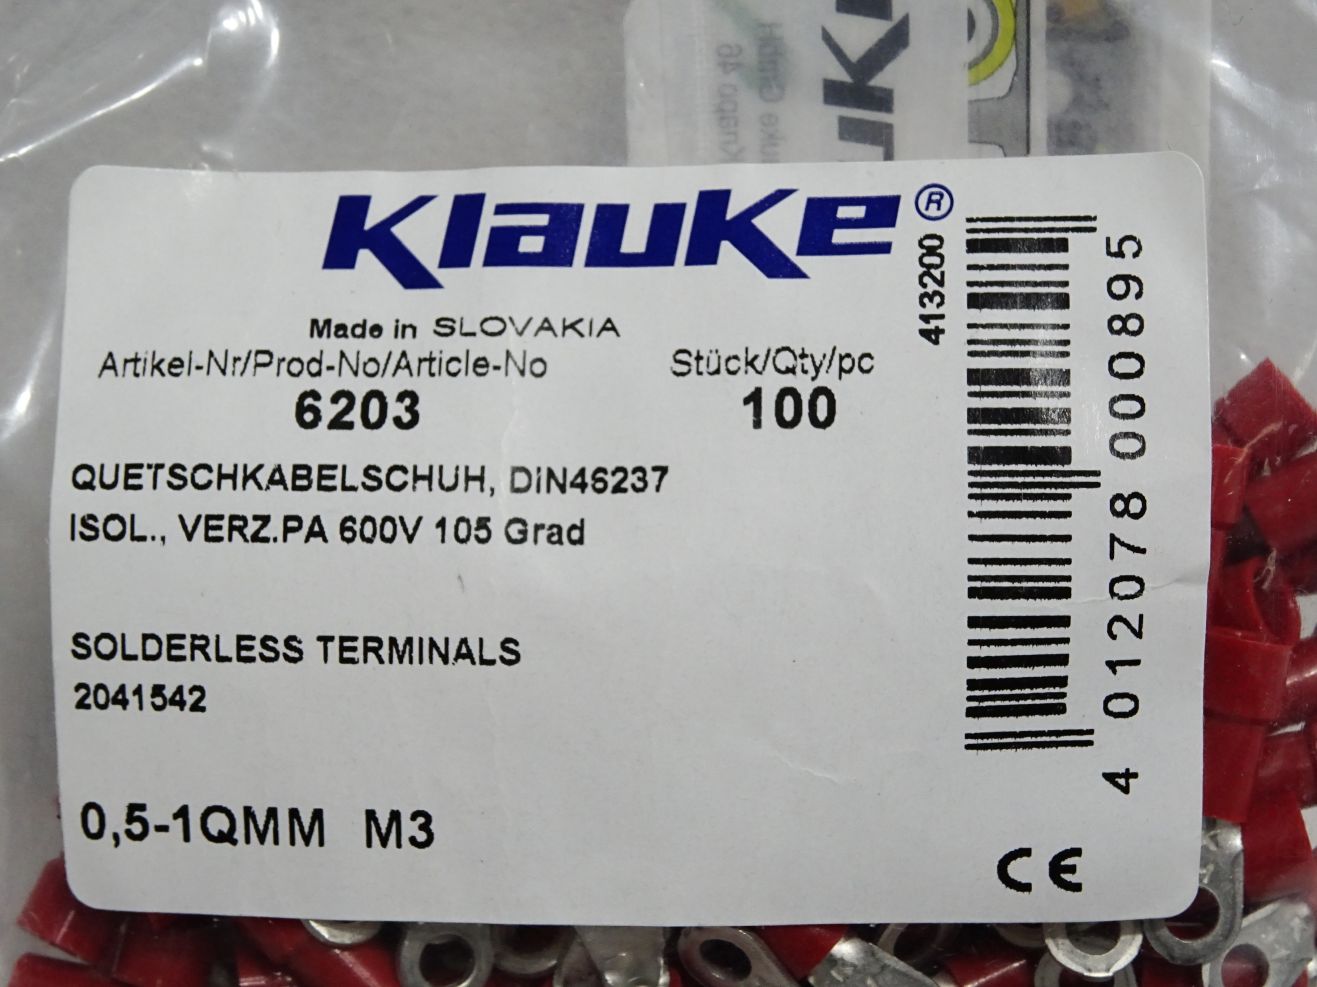 Klauke®
Made in SLOVAKIA
Artikel-Nr/Prod-No/Article-No
Stück/Qty/pc
6203
100
QUETSCHKABELSCHUH, DIN46237
ISOL., VERZ.PA 600V 105 Grad
SOLDERLESS TERMINALS
2041542
0,5-1QMM M3
413200
4 012078 000895
CE